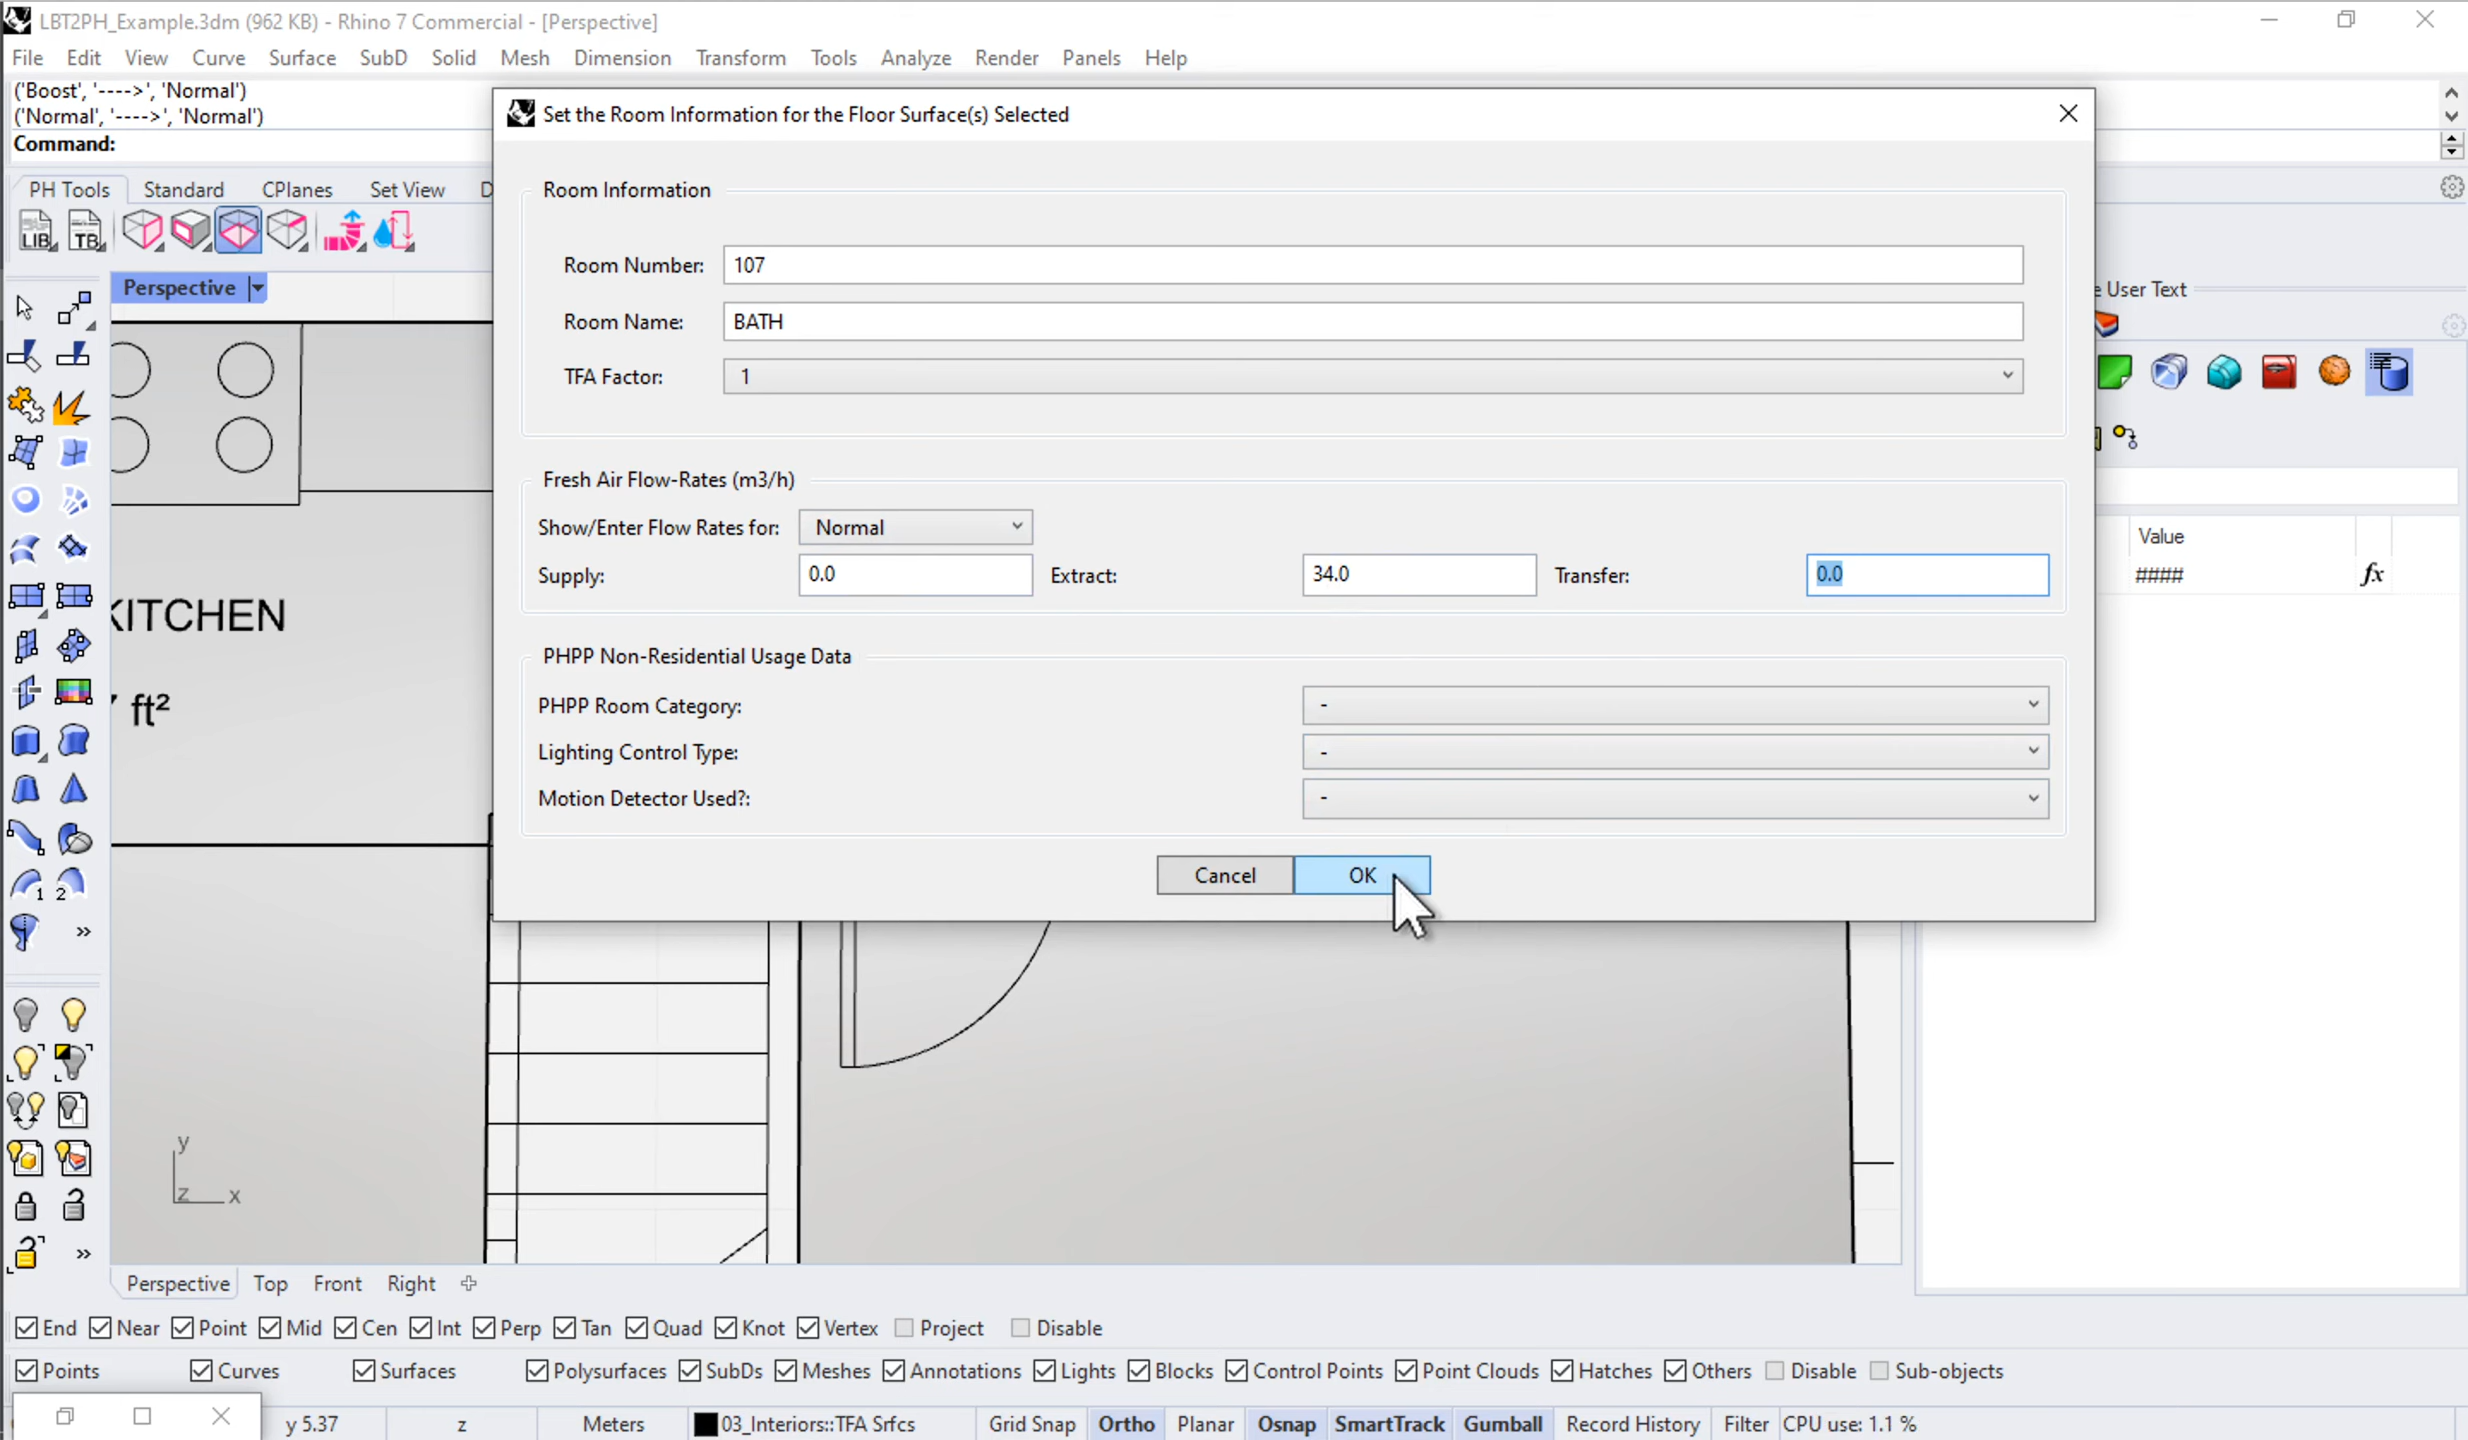 LBT2PH_Example.3dm (962 KB) - Rhino 7 Commercial - [Perspective]
File Edit View Curve Surface SubD Solid Mesh Dimension Transform Tools Analyze Render Panels Help
('Boost', '---->', 'Normal')
('Normal', '---->', 'Normal')
Command:
Set the Room Information for the Floor Surface(s) Selected
PH Tools Standard CPlanes Set View D
LIB TB
Room Information
Room Number: 107
Room Name: BATH
TFA Factor: 1
Fresh Air Flow-Rates (m3/h)
Show/Enter Flow Rates for: Normal
Supply: 0.0 Extract: 34.0 Transfer: 0.0
PHPP Non-Residential Usage Data
PHPP Room Category: -
Lighting Control Type: -
Motion Detector Used?: -
Cancel OK
Perspective
KITCHEN
ft²
e User Text
Value
#### fx
1 2
y
z x
Perspective Top Front Right
End Near Point Mid Cen Int Perp Tan Quad Knot Vertex Project Disable
Points Curves Surfaces Polysurfaces SubDs Meshes Annotations Lights Blocks Control Points Point Clouds Hatches Others Disable Sub-objects
y 5.37 z Meters 03_Interiors::TFA Srfcs Grid Snap Ortho Planar Osnap SmartTrack Gumball Record History Filter CPU use: 1.1 %